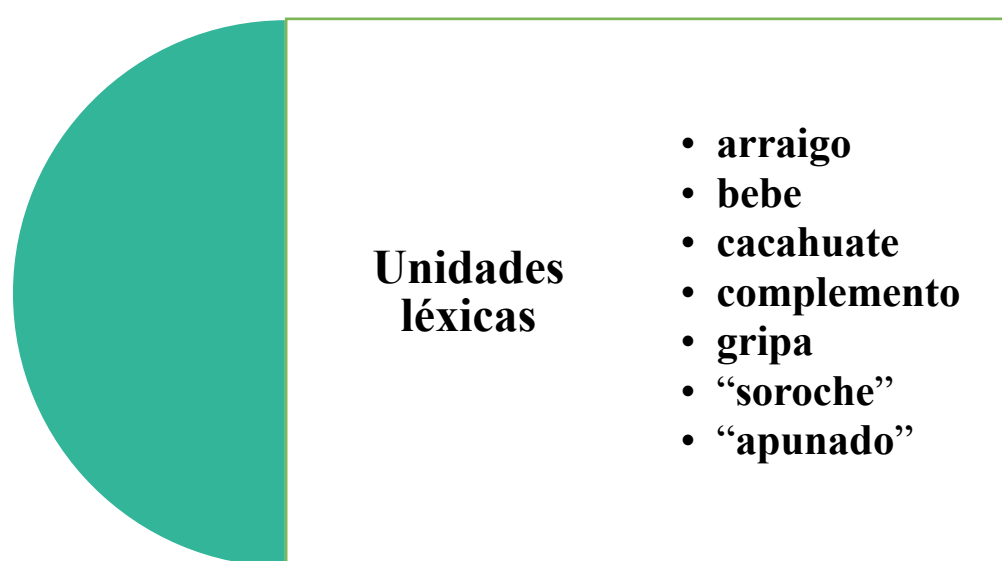 Unidades
léxicas
• arraigo
• bebe
• cacahuate
• complemento
• gripa
• “soroche”
• “apunado”